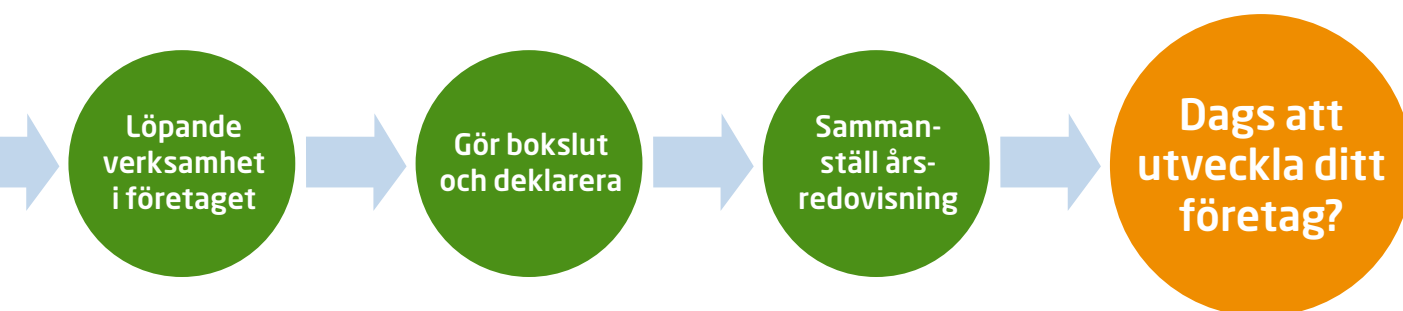 Löpande
verksamhet
i företaget
Gör bokslut
och deklarera
Samman-
ställ års-
redovisning
Dags att
utveckla ditt
företag?